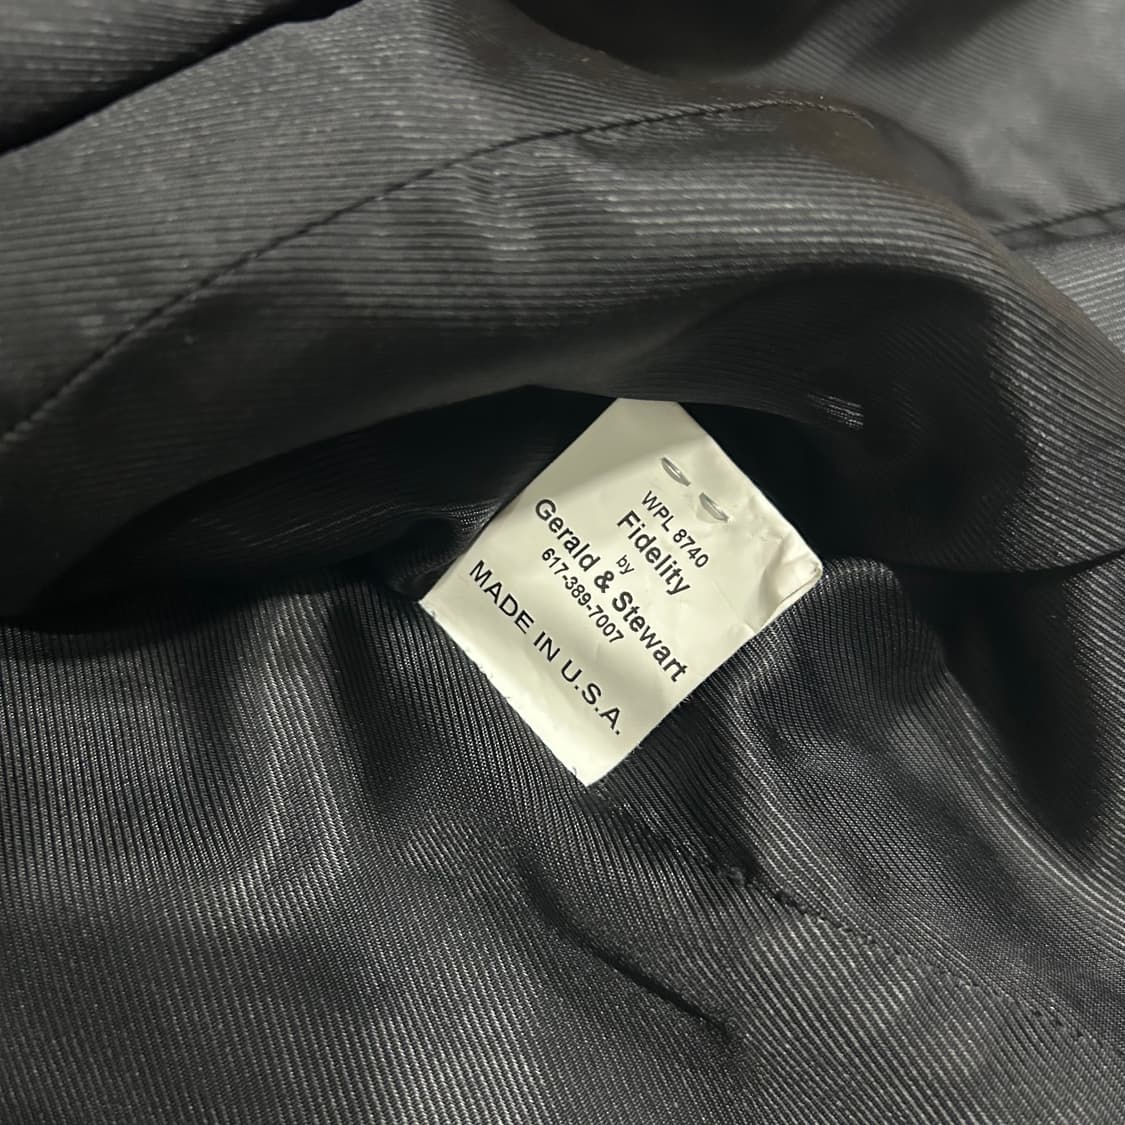 WPL 8740
Fidelity
by
Gerald & Stewart
617-389-7007
MADE IN U.S.A.